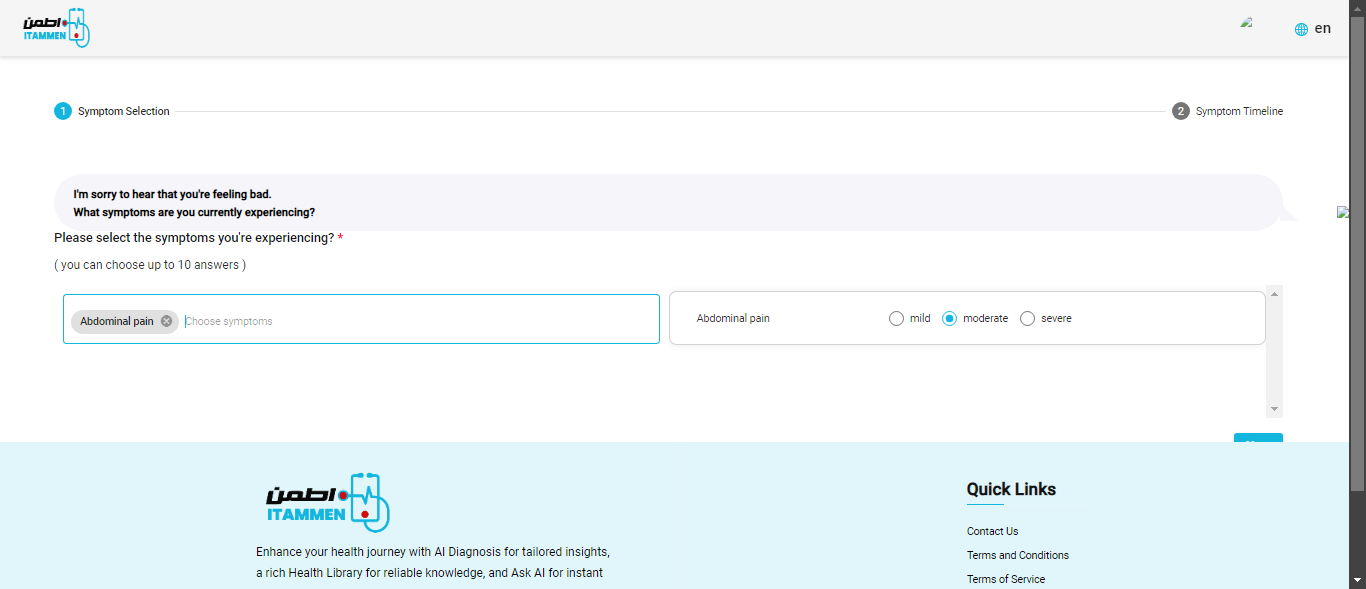 اطمن
ITAMMEN
en
1 Symptom Selection
2 Symptom Timeline
I'm sorry to hear that you're feeling bad.
What symptoms are you currently experiencing?
Please select the symptoms you're experiencing? *
( you can choose up to 10 answers )
Abdominal pain Choose symptoms
Abdominal pain mild moderate severe
اطمن
ITAMMEN
Enhance your health journey with AI Diagnosis for tailored insights,
a rich Health Library for reliable knowledge, and Ask AI for instant
Quick Links
Contact Us
Terms and Conditions
Terms of Service